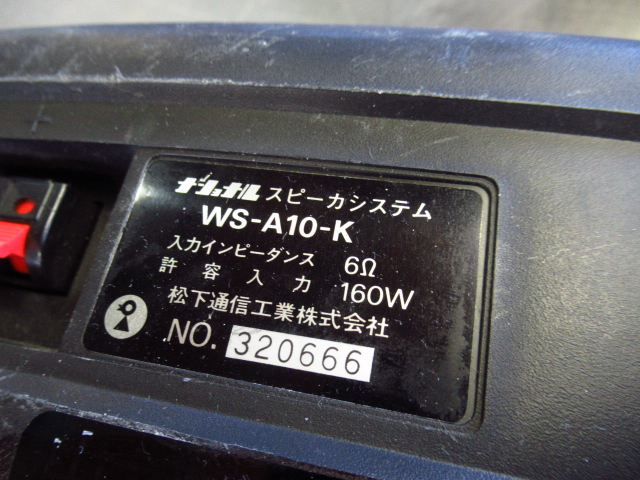 ナショナル スピーカシステム
WS-A10-K
入力インピーダンス 6Ω
許容入力 160W
松下通信工業株式会社
NO. 320666